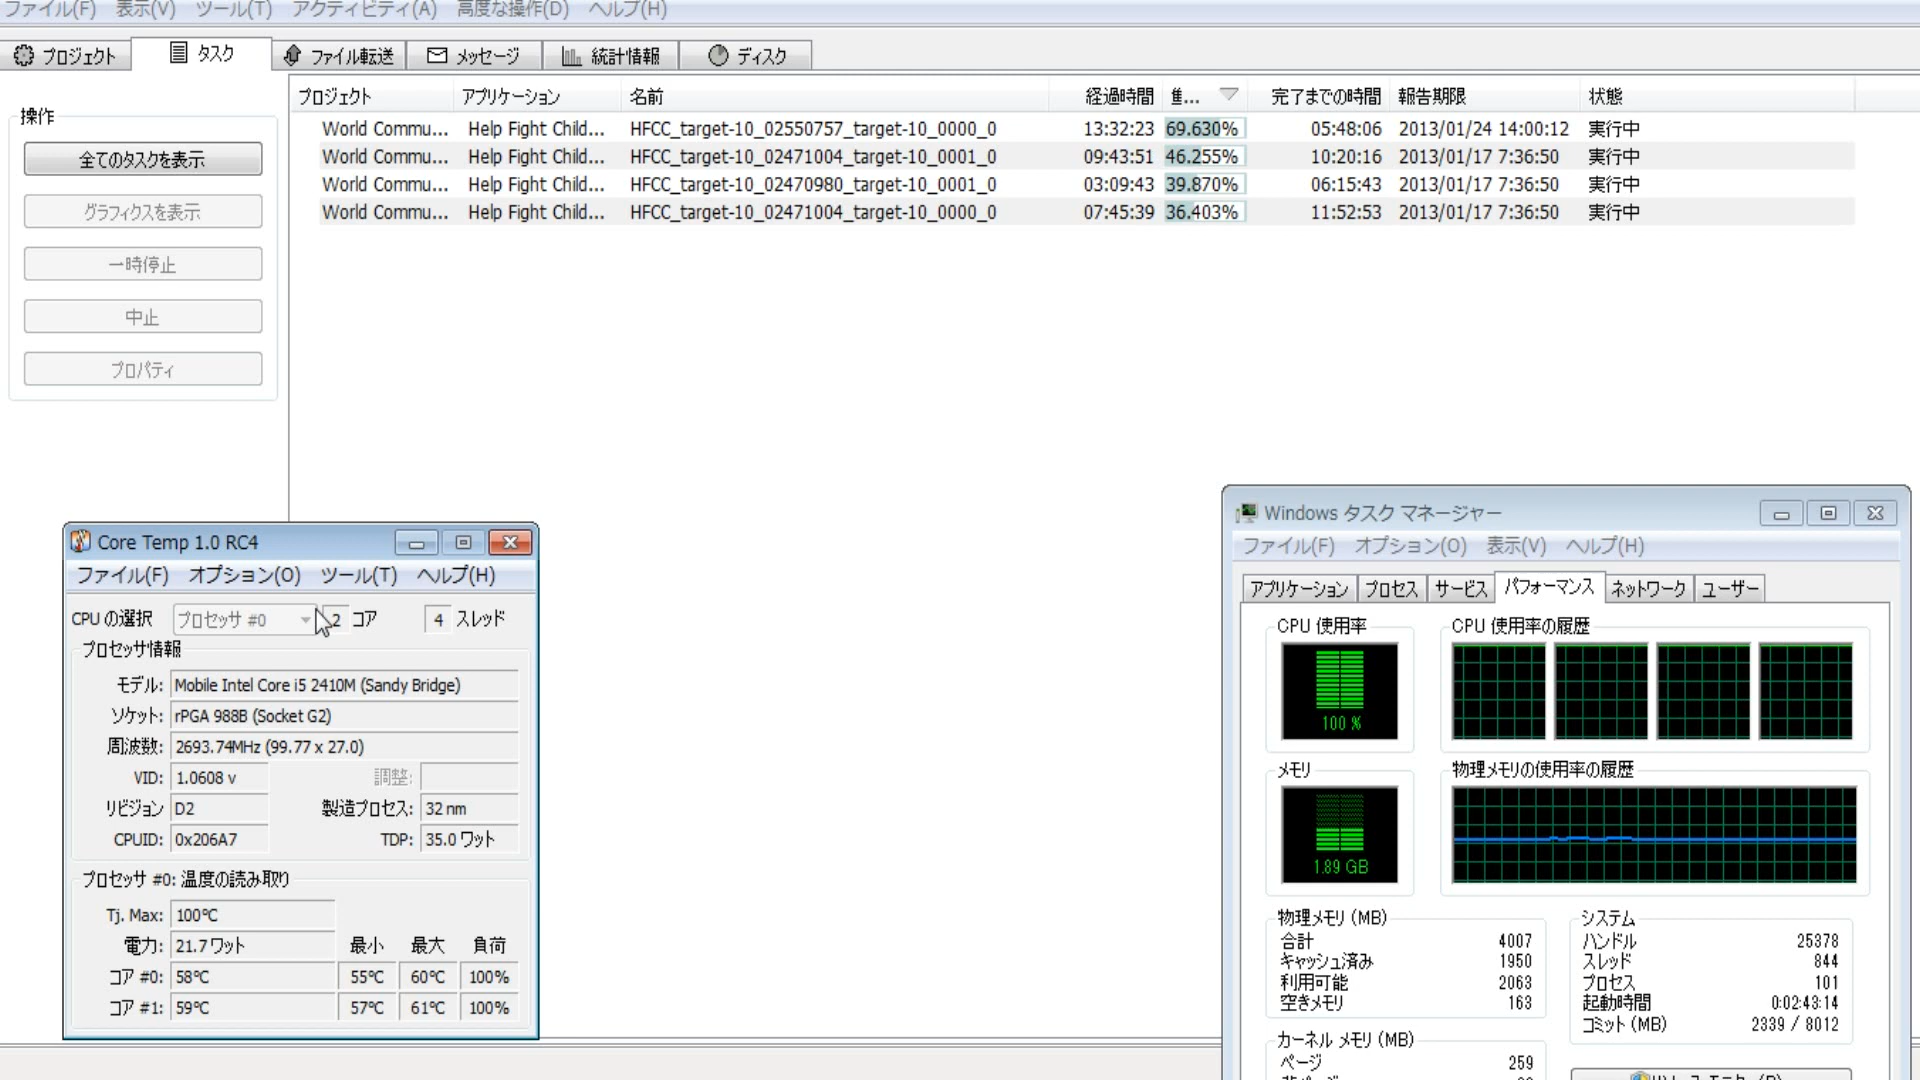 ファイル(F) 表示(V) ツール(T) アクティビティ(A) 高度な操作(D) ヘルプ(H)
プロジェクト タスク ファイル転送 メッセージ 統計情報 ディスク
操作
全てのタスクを表示
グラフィクスを表示
一時停止
中止
プロパティ
プロジェクト アプリケーション 名前 経過時間 進... 完了までの時間 報告期限 状態
World Commu... Help Fight Child... HFCC_target-10_02550757_target-10_0000_0 13:32:23 69.630% 05:48:06 2013/01/24 14:00:12 実行中
World Commu... Help Fight Child... HFCC_target-10_02471004_target-10_0001_0 09:43:51 46.255% 10:20:16 2013/01/17 7:36:50 実行中
World Commu... Help Fight Child... HFCC_target-10_02470980_target-10_0001_0 03:09:43 39.870% 06:15:43 2013/01/17 7:36:50 実行中
World Commu... Help Fight Child... HFCC_target-10_02471004_target-10_0000_0 07:45:39 36.403% 11:52:53 2013/01/17 7:36:50 実行中
Core Temp 1.0 RC4
ファイル(F) オプション(O) ツール(T) ヘルプ(H)
CPU の選択 プロセッサ #0 2 コア 4 スレッド
プロセッサ情報
モデル: Mobile Intel Core i5 2410M (Sandy Bridge)
ソケット: rPGA 988B (Socket G2)
周波数: 2693.74MHz (99.77 x 27.0)
VID: 1.0608 v 調整:
リビジョン D2 製造プロセス: 32 nm
CPUID: 0x206A7 TDP: 35.0 ワット
プロセッサ #0: 温度の読み取り
Tj. Max: 100℃
電力: 21.7 ワット 最小 最大 負荷
コア #0: 58℃ 55℃ 60℃ 100%
コア #1: 59℃ 57℃ 61℃ 100%
Windows タスク マネージャー
ファイル(F) オプション(O) 表示(V) ヘルプ(H)
アプリケーション プロセス サービス パフォーマンス ネットワーク ユーザー
CPU 使用率 CPU 使用率の履歴
100 %
メモリ 物理メモリの使用率の履歴
1.89 GB
物理メモリ (MB)
合計 4007
キャッシュ済み 1950
利用可能 2063
空きメモリ 163
システム
ハンドル 25378
スレッド 844
プロセス 101
起動時間 0:02:43:14
コミット (MB) 2339 / 8012
カーネル メモリ (MB)
ページ 259